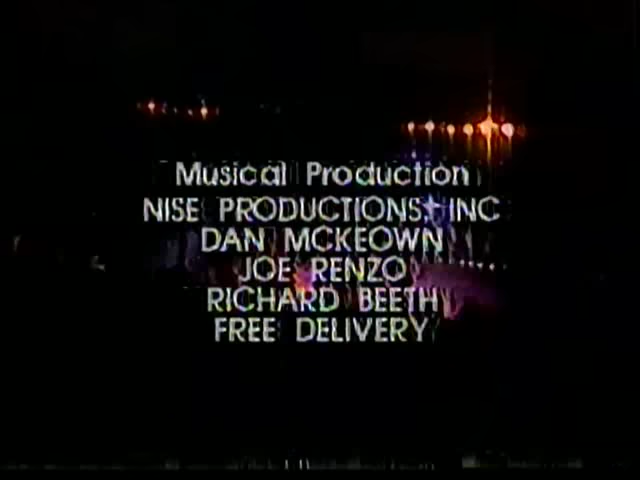 Musical Production
NISE PRODUCTIONS, INC
DAN MCKEOWN
JOE RENZO
RICHARD BEETH
FREE DELIVERY